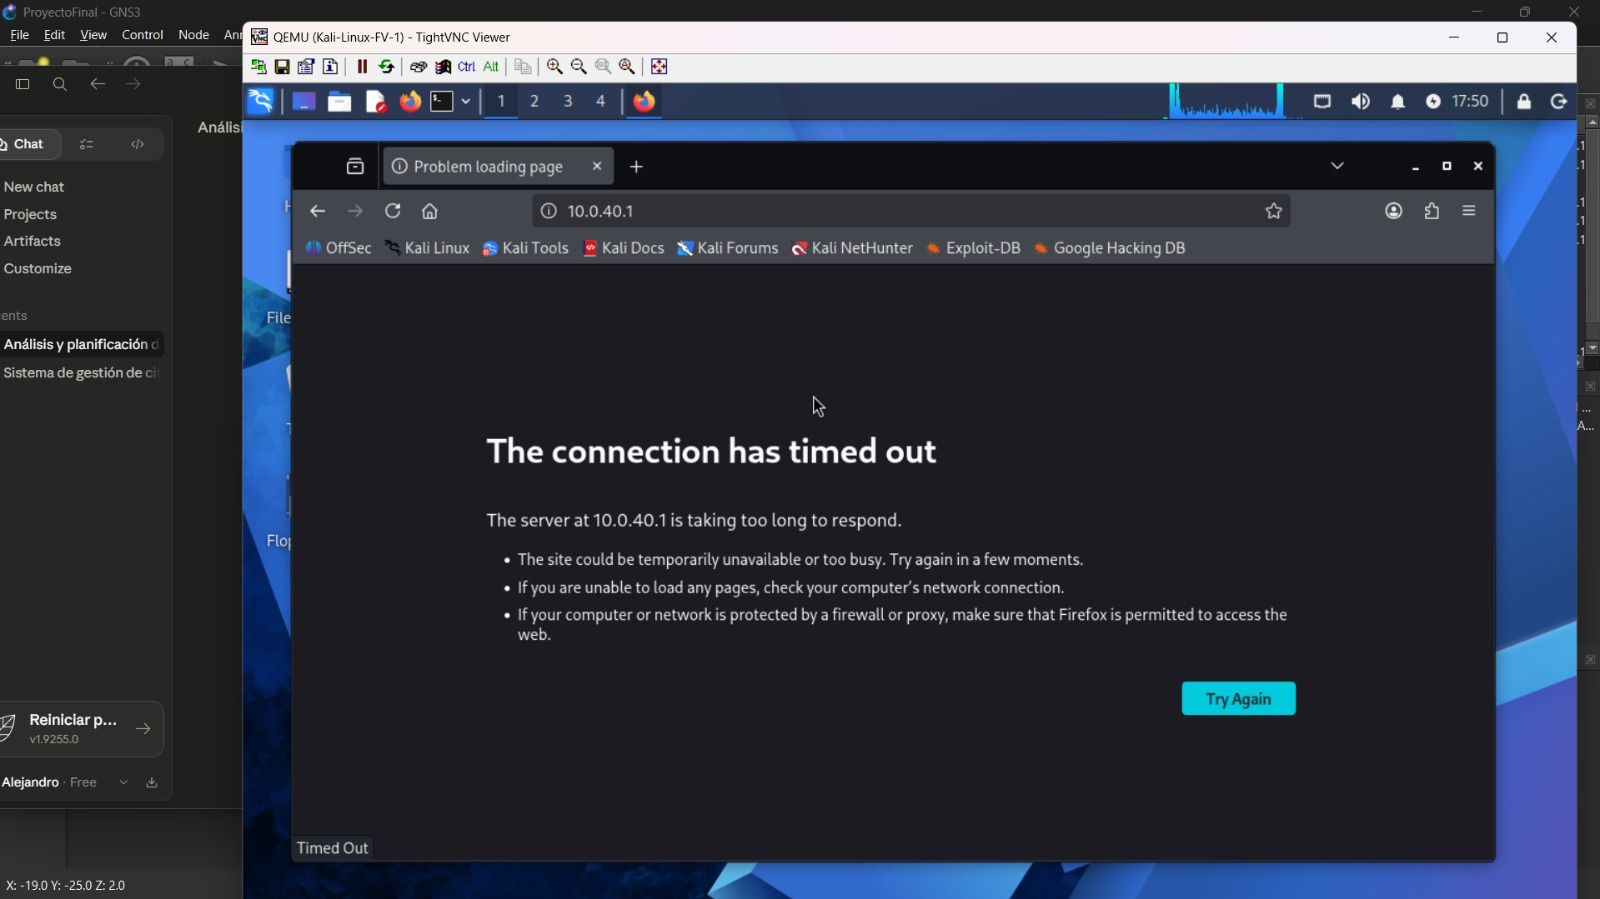 ProyectoFinal - GNS3
File Edit View Control Node Ann
QEMU (Kali-Linux-FV-1) - TightVNC Viewer
Ctrl Alt
1 2 3 4
17:50
Chat
Análisi
New chat
Projects
Artifacts
Customize
ents
Análisis y planificación d
Sistema de gestión de cit
Reiniciar p...
v1.9255.0
Alejandro · Free
X: -19.0 Y: -25.0 Z: 2.0
File
Flop
Problem loading page
10.0.40.1
OffSec Kali Linux Kali Tools Kali Docs Kali Forums Kali NetHunter Exploit-DB Google Hacking DB
The connection has timed out
The server at 10.0.40.1 is taking too long to respond.
• The site could be temporarily unavailable or too busy. Try again in a few moments.
• If you are unable to load any pages, check your computer's network connection.
• If your computer or network is protected by a firewall or proxy, make sure that Firefox is permitted to access the
web.
Try Again
Timed Out